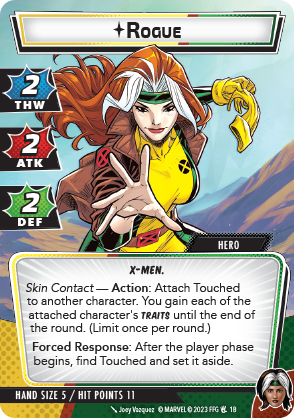 Rogue
2
THW
2
ATK
2
DEF
HERO
X-MEN.
Skin Contact — Action: Attach Touched
to another character. You gain each of the
attached character's TRAITS until the end of
the round. (Limit once per round.)
Forced Response: After the player phase
begins, find Touched and set it aside.
HAND SIZE 5 / HIT POINTS 11
Joey Vazquez © MARVEL © 2023 FFG 1B